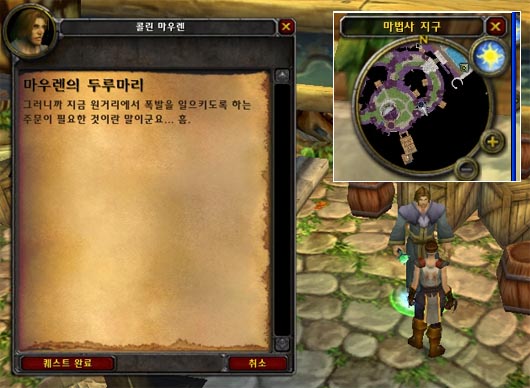 콜린 마우렌
마법사 지구
N
마우렌의 두루마리
그러니까 지금 원거리에서 폭발을 일으키도록 하는
주문이 필요한 것이란 말이군요... 흠.
퀘스트 완료
취소